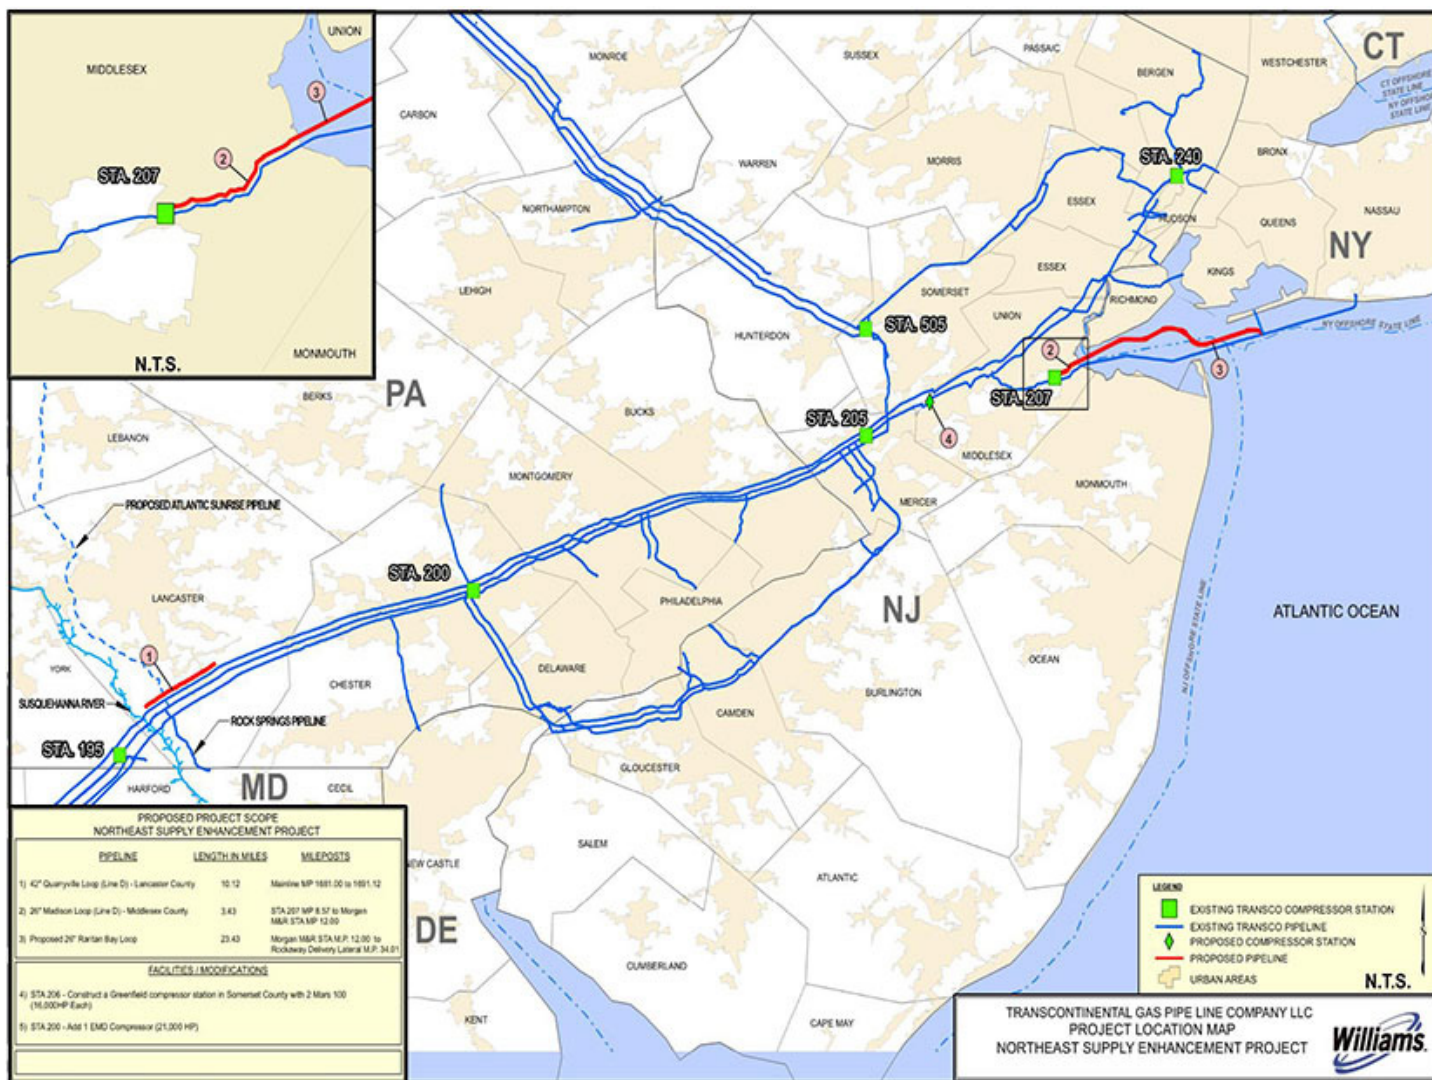 UNION
MIDDLESEX
3
2
STA. 207
MONMOUTH
N.T.S.
MONROE
SUSSEX
PASSAIC
BERGEN
WESTCHESTER
CT
CT OFFSHORE
STATE LINE
NY OFFSHORE
STATE LINE
CARBON
WARREN
MORRIS
STA. 240
BRONX
NORTHAMPTON
ESSEX
HUDSON
QUEENS
NASSAU
NY
LEHIGH
SOMERSET
ESSEX
KINGS
UNION
RICHMOND
HUNTERDON
STA. 505
NY OFFSHORE STATE LINE
2
3
PA
BERKS
STA. 207
BUCKS
STA. 205
4
LEBANON
MIDDLESEX
MONTGOMERY
MONMOUTH
MERCER
PROPOSED ATLANTIC SUNRISE PIPELINE
STA. 200
LANCASTER
PHILADELPHIA
NJ
ATLANTIC OCEAN
NJ OFFSHORE STATE LINE
1
YORK
DELAWARE
OCEAN
CHESTER
BURLINGTON
SUSQUEHANNA RIVER
ROCK SPRINGS PIPELINE
CAMDEN
STA. 195
GLOUCESTER
HARFORD
MD
CECIL
PROPOSED PROJECT SCOPE
NORTHEAST SUPPLY ENHANCEMENT PROJECT
PIPELINE LENGTH IN MILES MILEPOSTS
1) 42" Quarryville Loop (Line D) - Lancaster County 10.12 Mainline MP 1681.00 to 1691.12
2) 26" Madison Loop (Line D) - Middlesex County 3.43 STA 207 MP 8.57 to Morgan
M&R STA MP 12.00
3) Proposed 26" Raritan Bay Loop 23.43 Morgan M&R STA M.P. 12.00 to
Rockaway Delivery Lateral M.P. 34.01
FACILITIES / MODIFICATIONS
4) STA 206 - Construct a Greenfield compressor station in Somerset County with 2 Mars 100
(16,000HP Each)
5) STA 200 - Add 1 EMD Compressor (21,000 HP)
NEW CASTLE
SALEM
ATLANTIC
DE
CUMBERLAND
KENT
CAPE MAY
LEGEND
EXISTING TRANSCO COMPRESSOR STATION
EXISTING TRANSCO PIPELINE
PROPOSED COMPRESSOR STATION
PROPOSED PIPELINE
URBAN AREAS
N.T.S.
TRANSCONTINENTAL GAS PIPE LINE COMPANY LLC
PROJECT LOCATION MAP
NORTHEAST SUPPLY ENHANCEMENT PROJECT
Williams.